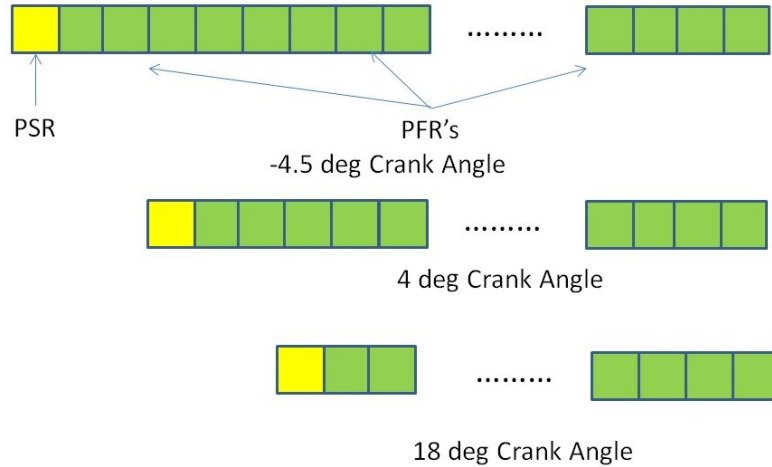 .........
PSR
PFR's
-4.5 deg Crank Angle
.........
4 deg Crank Angle
.........
18 deg Crank Angle